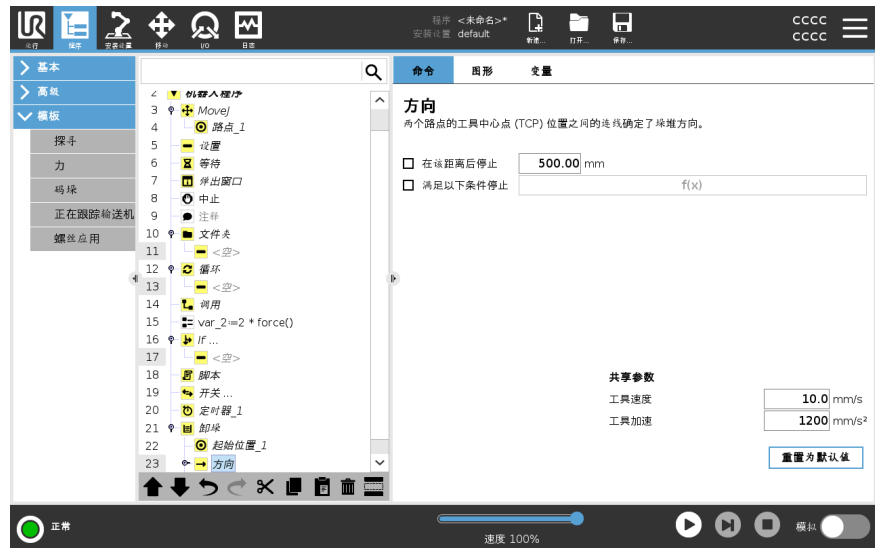 程序 <未命名>*
安装设置 default
CCCC
CCCC
运行
程序
安装设置
移动
I/O
日志
新建...
打开...
保存...
基本
高级
模板
探斗
力
码垛
正在跟踪输送机
螺丝应用
2 机器人程序
3 MoveJ
4 路点_1
5 设置
6 等待
7 弹出窗口
8 中止
9 注释
10 文件夹
11 <空>
12 循环
13 <空>
14 调用
15 var_2:=2 * force()
16 If ...
17 <空>
18 脚本
19 开关 ...
20 定时器_1
21 卸垛
22 起始位置_1
23 方向
命令 图形 变量
方向
两个路点的工具中心点 (TCP) 位置之间的连线确定了垛堆方向。
在该距离后停止 500.00 mm
满足以下条件停止 f(x)
共享参数
工具速度 10.0 mm/s
工具加速 1200 mm/s²
重置为默认值
正常
速度 100%
模拟